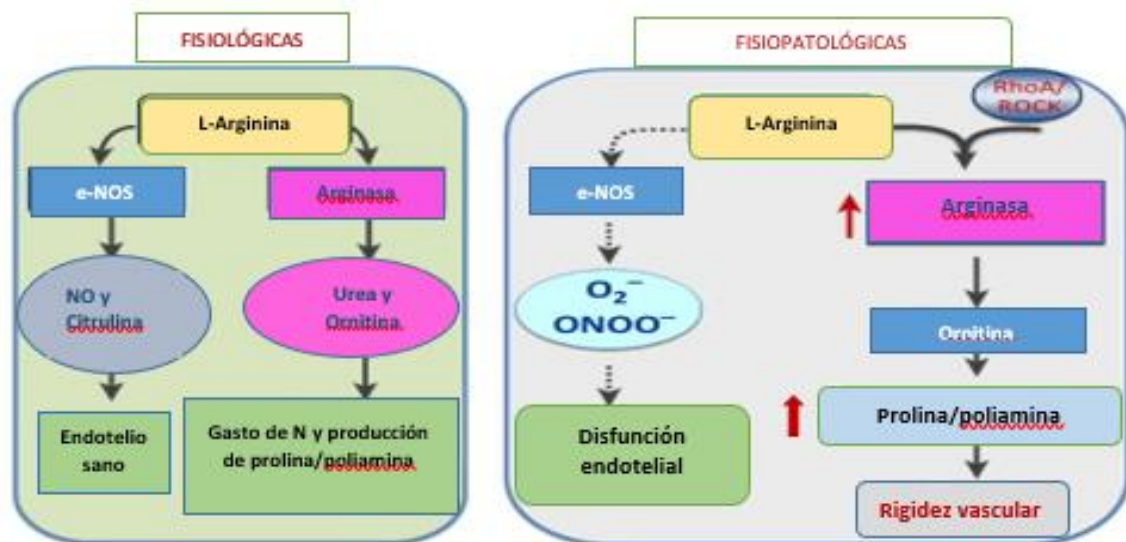 FISIOLÓGICAS
L-Arginina
e-NOS
Arginasa
NO y
Citrulina
Urea y
Ornitina
Endotelio
sano
Gasto de N y producción
de prolina/poliamina
FISIOPATOLÓGICAS
RhoA/
ROCK
L-Arginina
e-NOS
Arginasa
O₂⁻
ONOO⁻
Ornitina
Disfunción
endotelial
Prolina/poliamina
Rigidez vascular